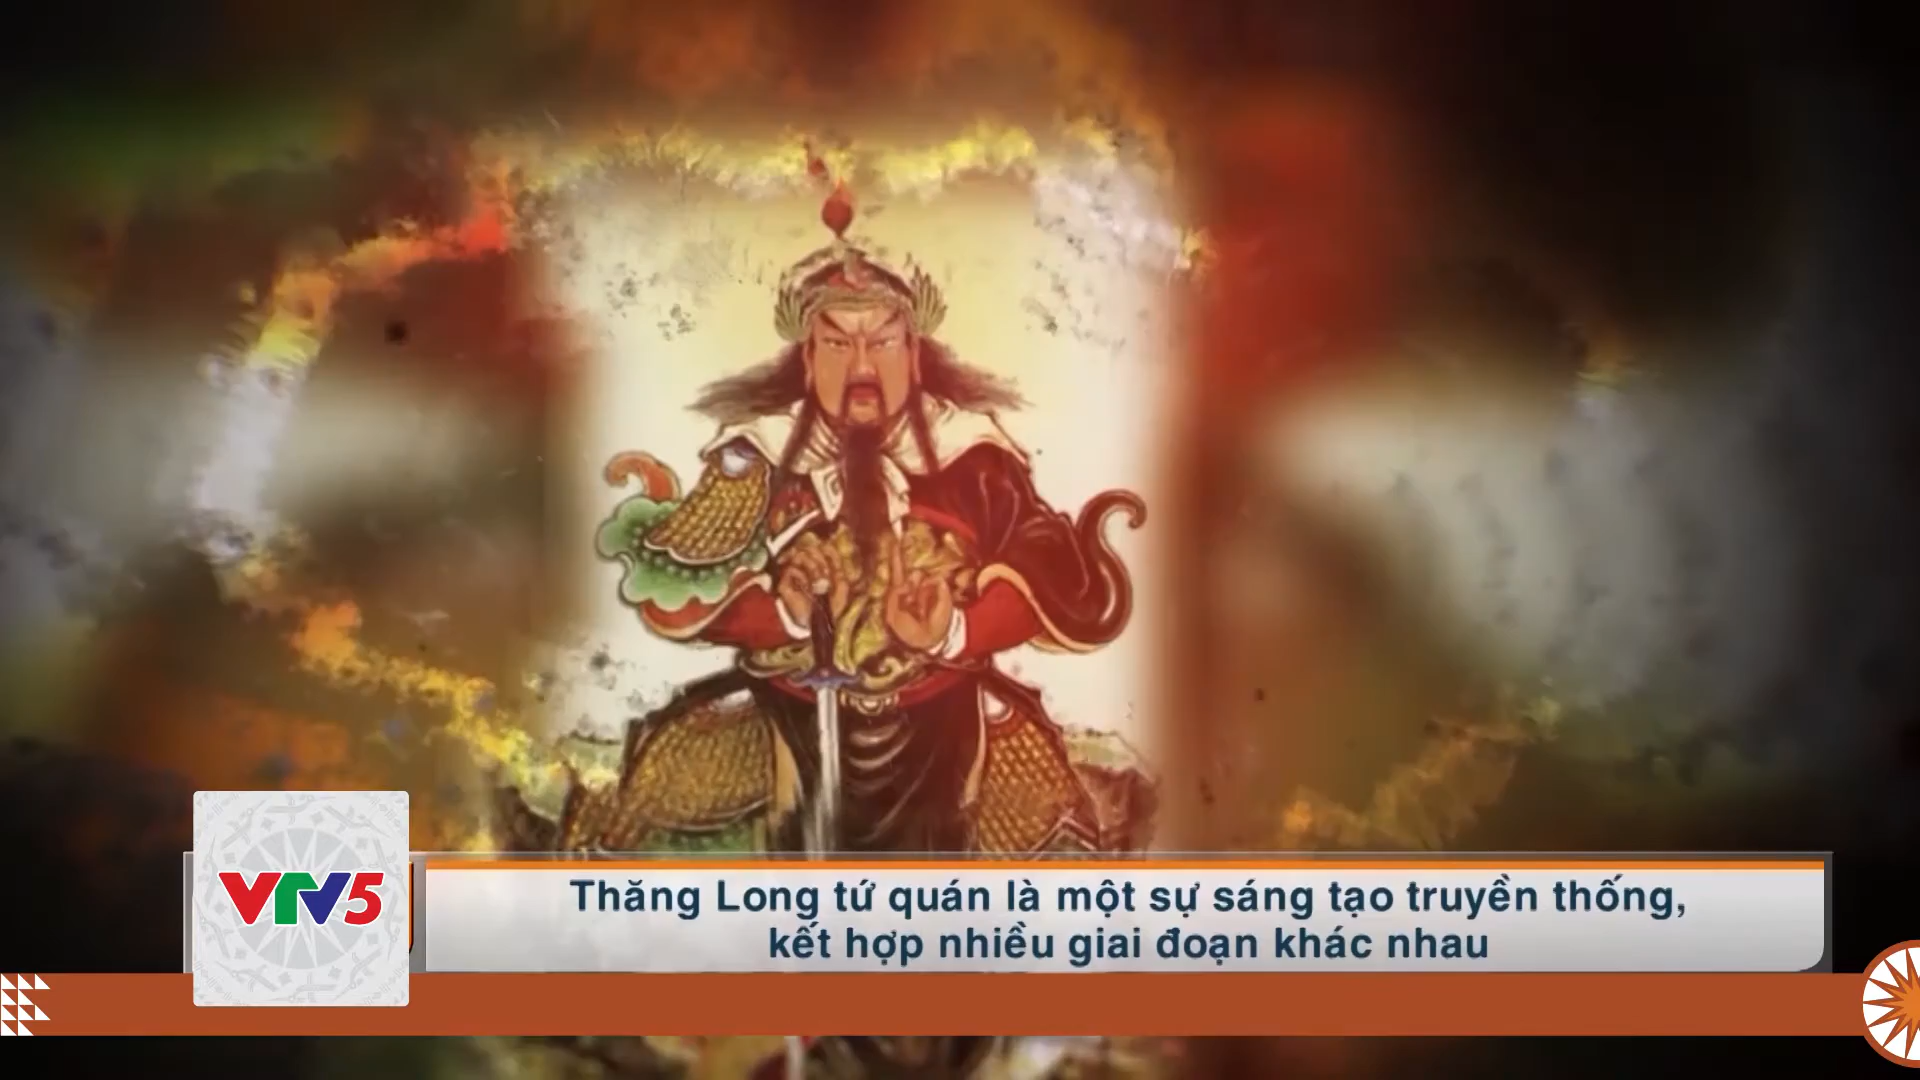 Thăng Long tứ quán là một sự sáng tạo truyền thống,
kết hợp nhiều giai đoạn khác nhau
VTV5